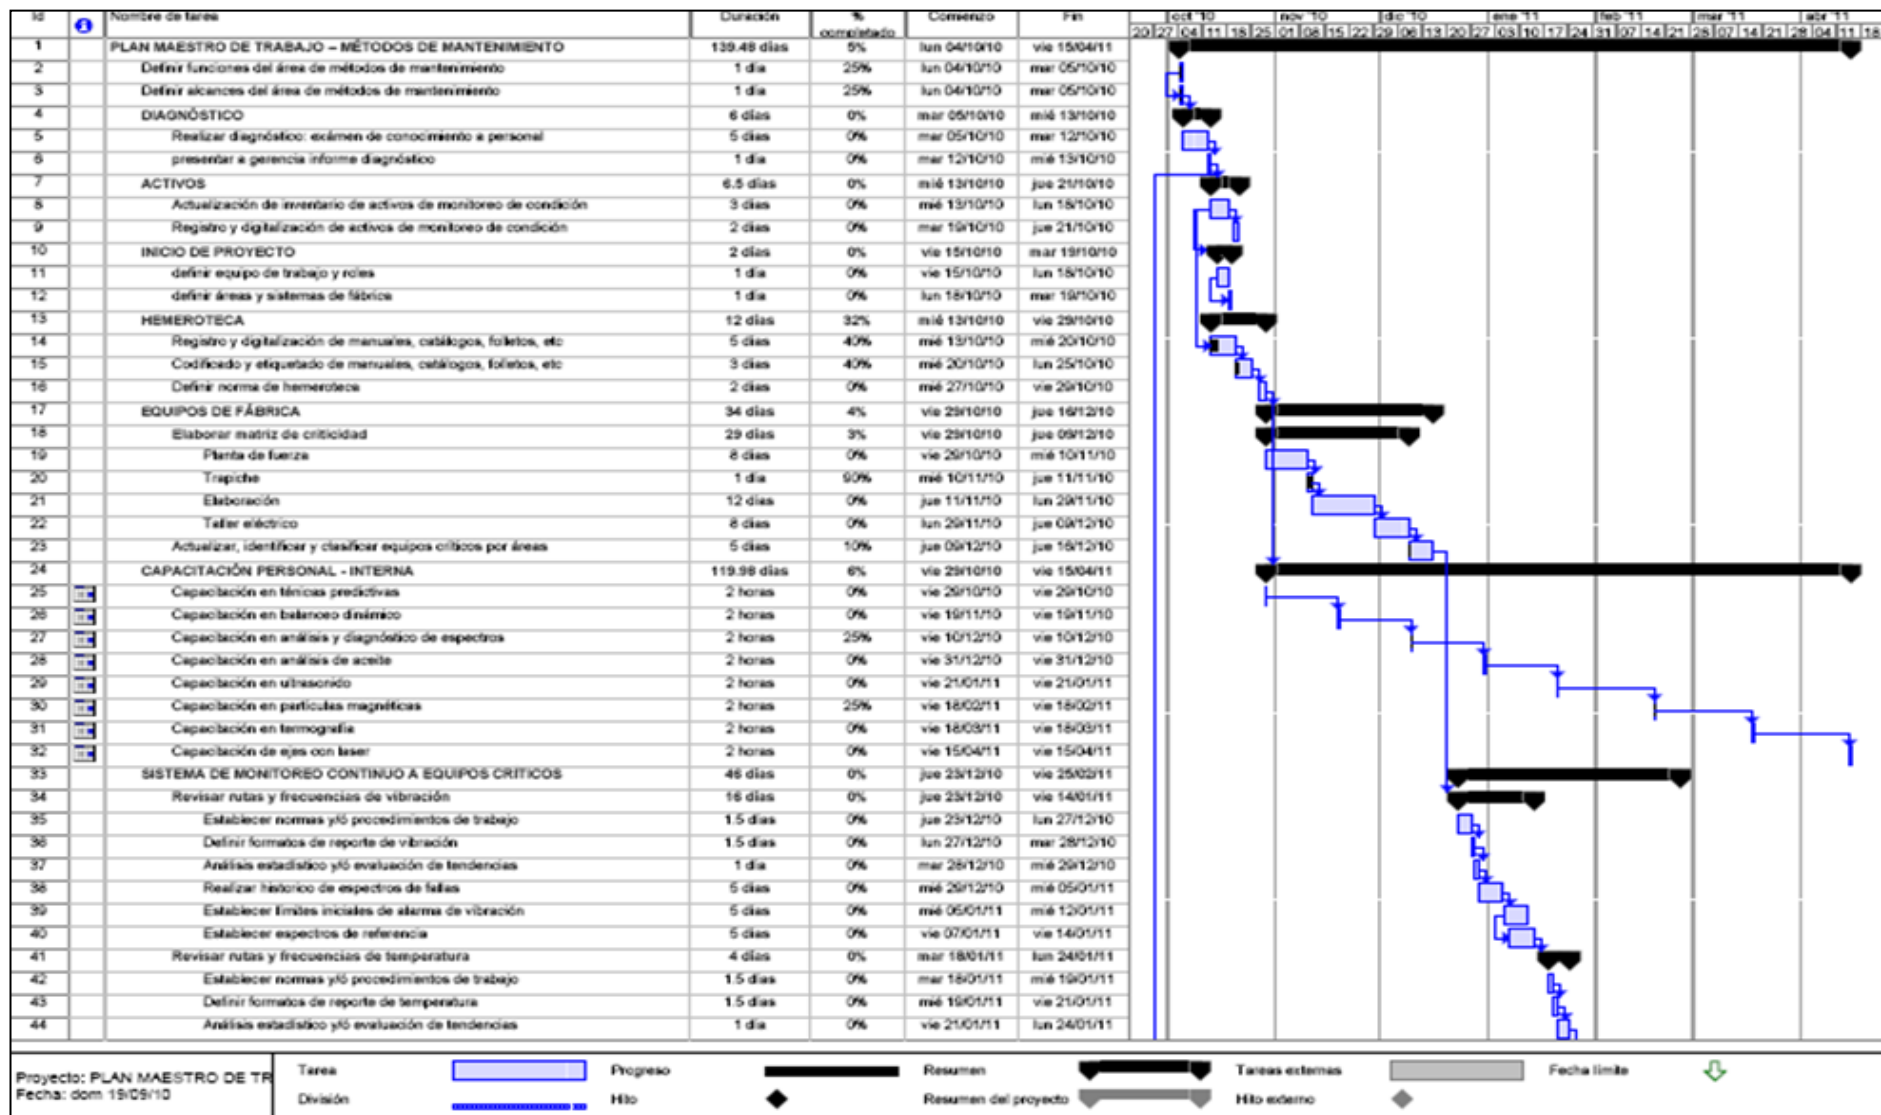 Id Nombre de tarea Duración % completado Comienzo Fin oct '10 nov '10 dic '10 ene '11 feb '11 mar '11 abr '11
20 27 04 11 18 25 01 08 15 22 29 06 13 20 27 03 10 17 24 31 07 14 21 28 07 14 21 28 04 11 18
1 PLAN MAESTRO DE TRABAJO – MÉTODOS DE MANTENIMIENTO 139.48 días 5% lun 04/10/10 vie 15/04/11
2 Definir funciones del área de métodos de mantenimiento 1 día 25% lun 04/10/10 mar 05/10/10
3 Definir alcances del área de métodos de mantenimiento 1 día 25% lun 04/10/10 mar 05/10/10
4 DIAGNÓSTICO 6 días 0% mar 05/10/10 mié 13/10/10
5 Realizar diagnóstico: exámen de conocimiento a personal 5 días 0% mar 05/10/10 mar 12/10/10
6 presentar a gerencia informe diagnóstico 1 día 0% mar 12/10/10 mié 13/10/10
7 ACTIVOS 6.5 días 0% mié 13/10/10 jue 21/10/10
8 Actualización de inventario de activos de monitoreo de condición 3 días 0% mié 13/10/10 lun 18/10/10
9 Registro y digitalización de activos de monitoreo de condición 2 días 0% mar 19/10/10 jue 21/10/10
10 INICIO DE PROYECTO 2 días 0% vie 15/10/10 mar 19/10/10
11 definir equipo de trabajo y roles 1 día 0% vie 15/10/10 lun 18/10/10
12 definir áreas y sistemas de fábrica 1 día 0% lun 18/10/10 mar 19/10/10
13 HEMEROTECA 12 días 32% mié 13/10/10 vie 29/10/10
14 Registro y digitalización de manuales, catálogos, folletos, etc 5 días 40% mié 13/10/10 mié 20/10/10
15 Codificado y etiquetado de manuales, catálogos, folletos, etc 3 días 40% mié 20/10/10 lun 25/10/10
16 Definir norma de hemeroteca 2 días 0% mié 27/10/10 vie 29/10/10
17 EQUIPOS DE FÁBRICA 34 días 4% vie 29/10/10 jue 16/12/10
18 Elaborar matriz de criticidad 29 días 3% vie 29/10/10 jue 09/12/10
19 Planta de fuerza 8 días 0% vie 29/10/10 mié 10/11/10
20 Trapiche 1 día 90% mié 10/11/10 jue 11/11/10
21 Elaboración 12 días 0% jue 11/11/10 lun 29/11/10
22 Taller eléctrico 8 días 0% lun 29/11/10 jue 09/12/10
23 Actualizar, identificar y clasificar equipos críticos por áreas 5 días 10% jue 09/12/10 jue 16/12/10
24 CAPACITACIÓN PERSONAL - INTERNA 119.98 días 6% vie 29/10/10 vie 15/04/11
25 Capacitación en ténicas predictivas 2 horas 0% vie 29/10/10 vie 29/10/10
26 Capacitación en balanceo dinámico 2 horas 0% vie 19/11/10 vie 19/11/10
27 Capacitación en análisis y diagnóstico de espectros 2 horas 25% vie 10/12/10 vie 10/12/10
28 Capacitación en análisis de aceite 2 horas 0% vie 31/12/10 vie 31/12/10
29 Capacitación en ultrasonido 2 horas 0% vie 21/01/11 vie 21/01/11
30 Capacitación en partículas magnéticas 2 horas 25% vie 18/02/11 vie 18/02/11
31 Capacitación en termografía 2 horas 0% vie 18/03/11 vie 18/03/11
32 Capacitación de ejes con laser 2 horas 0% vie 15/04/11 vie 15/04/11
33 SISTEMA DE MONITOREO CONTINUO A EQUIPOS CRITICOS 46 días 0% jue 23/12/10 vie 25/02/11
34 Revisar rutas y frecuencias de vibración 16 días 0% jue 23/12/10 vie 14/01/11
35 Establecer normas y/ó procedimientos de trabajo 1.5 días 0% jue 23/12/10 lun 27/12/10
36 Definir formatos de reporte de vibración 1.5 días 0% lun 27/12/10 mar 28/12/10
37 Análisis estadístico y/ó evaluación de tendencias 1 día 0% mar 28/12/10 mié 29/12/10
38 Realizar historico de espectros de fallas 5 días 0% mié 29/12/10 mié 05/01/11
39 Establecer límites iniciales de alarma de vibración 5 días 0% mié 05/01/11 mié 12/01/11
40 Establecer espectros de referencia 5 días 0% vie 07/01/11 vie 14/01/11
41 Revisar rutas y frecuencias de temperatura 4 días 0% mar 18/01/11 lun 24/01/11
42 Establecer normas y/ó procedimientos de trabajo 1.5 días 0% mar 18/01/11 mié 19/01/11
43 Definir formatos de reporte de temperatura 1.5 días 0% mié 19/01/11 vie 21/01/11
44 Análisis estadístico y/ó evaluación de tendencias 1 día 0% vie 21/01/11 lun 24/01/11
Proyecto: PLAN MAESTRO DE TR
Fecha: dom 19/09/10
Tarea Progreso Resumen Tareas externas Fecha límite
División Hito Resumen del proyecto Hito externo